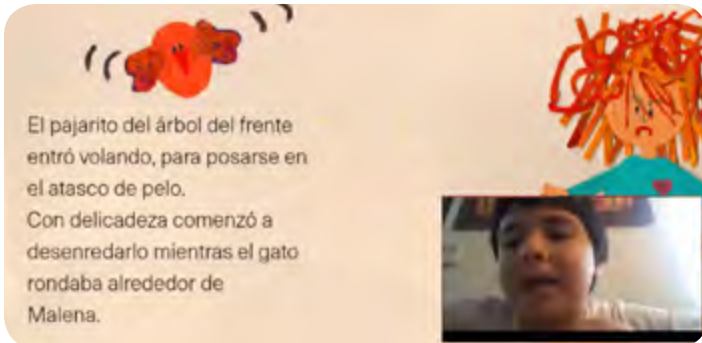 El pajarito del árbol del frente
entró volando, para posarse en
el atasco de pelo.
Con delicadeza comenzó a
desenredarlo mientras el gato
rondaba alrededor de
Malena.